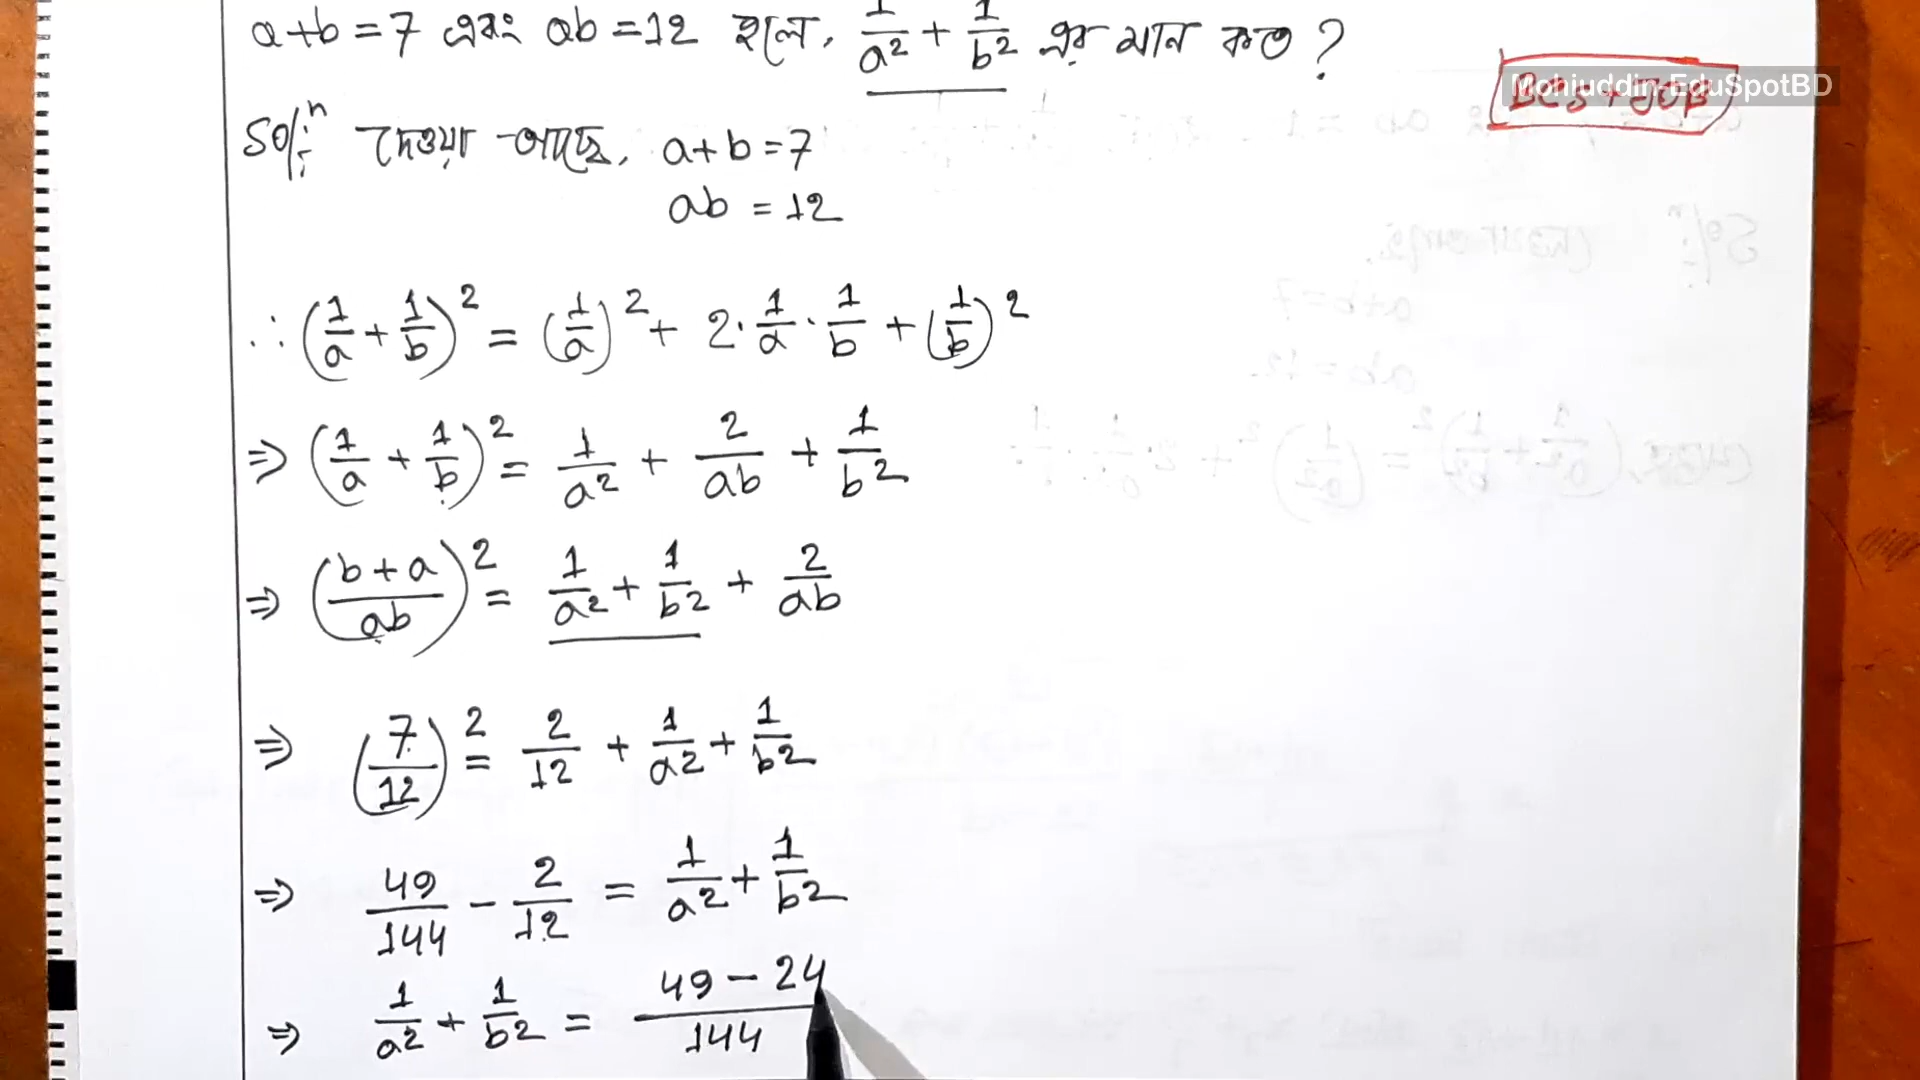 a+b=7 এবং ab=12 হলে, 1/a² + 1/b² এর মান কত?
Mohiuddin EduSpotBD
BCS + JOB
Solⁿ: দেওয়া আছে, a+b=7
ab = 12
∴ (1/a + 1/b)² = (1/a)² + 2·1/a·1/b + (1/b)²
⇒ (1/a + 1/b)² = 1/a² + 2/ab + 1/b²
⇒ ((b+a)/ab)² = 1/a² + 1/b² + 2/ab
⇒ (7/12)² = 2/12 + 1/a² + 1/b²
⇒ 49/144 - 2/12 = 1/a² + 1/b²
⇒ 1/a² + 1/b² = (49-24)/144